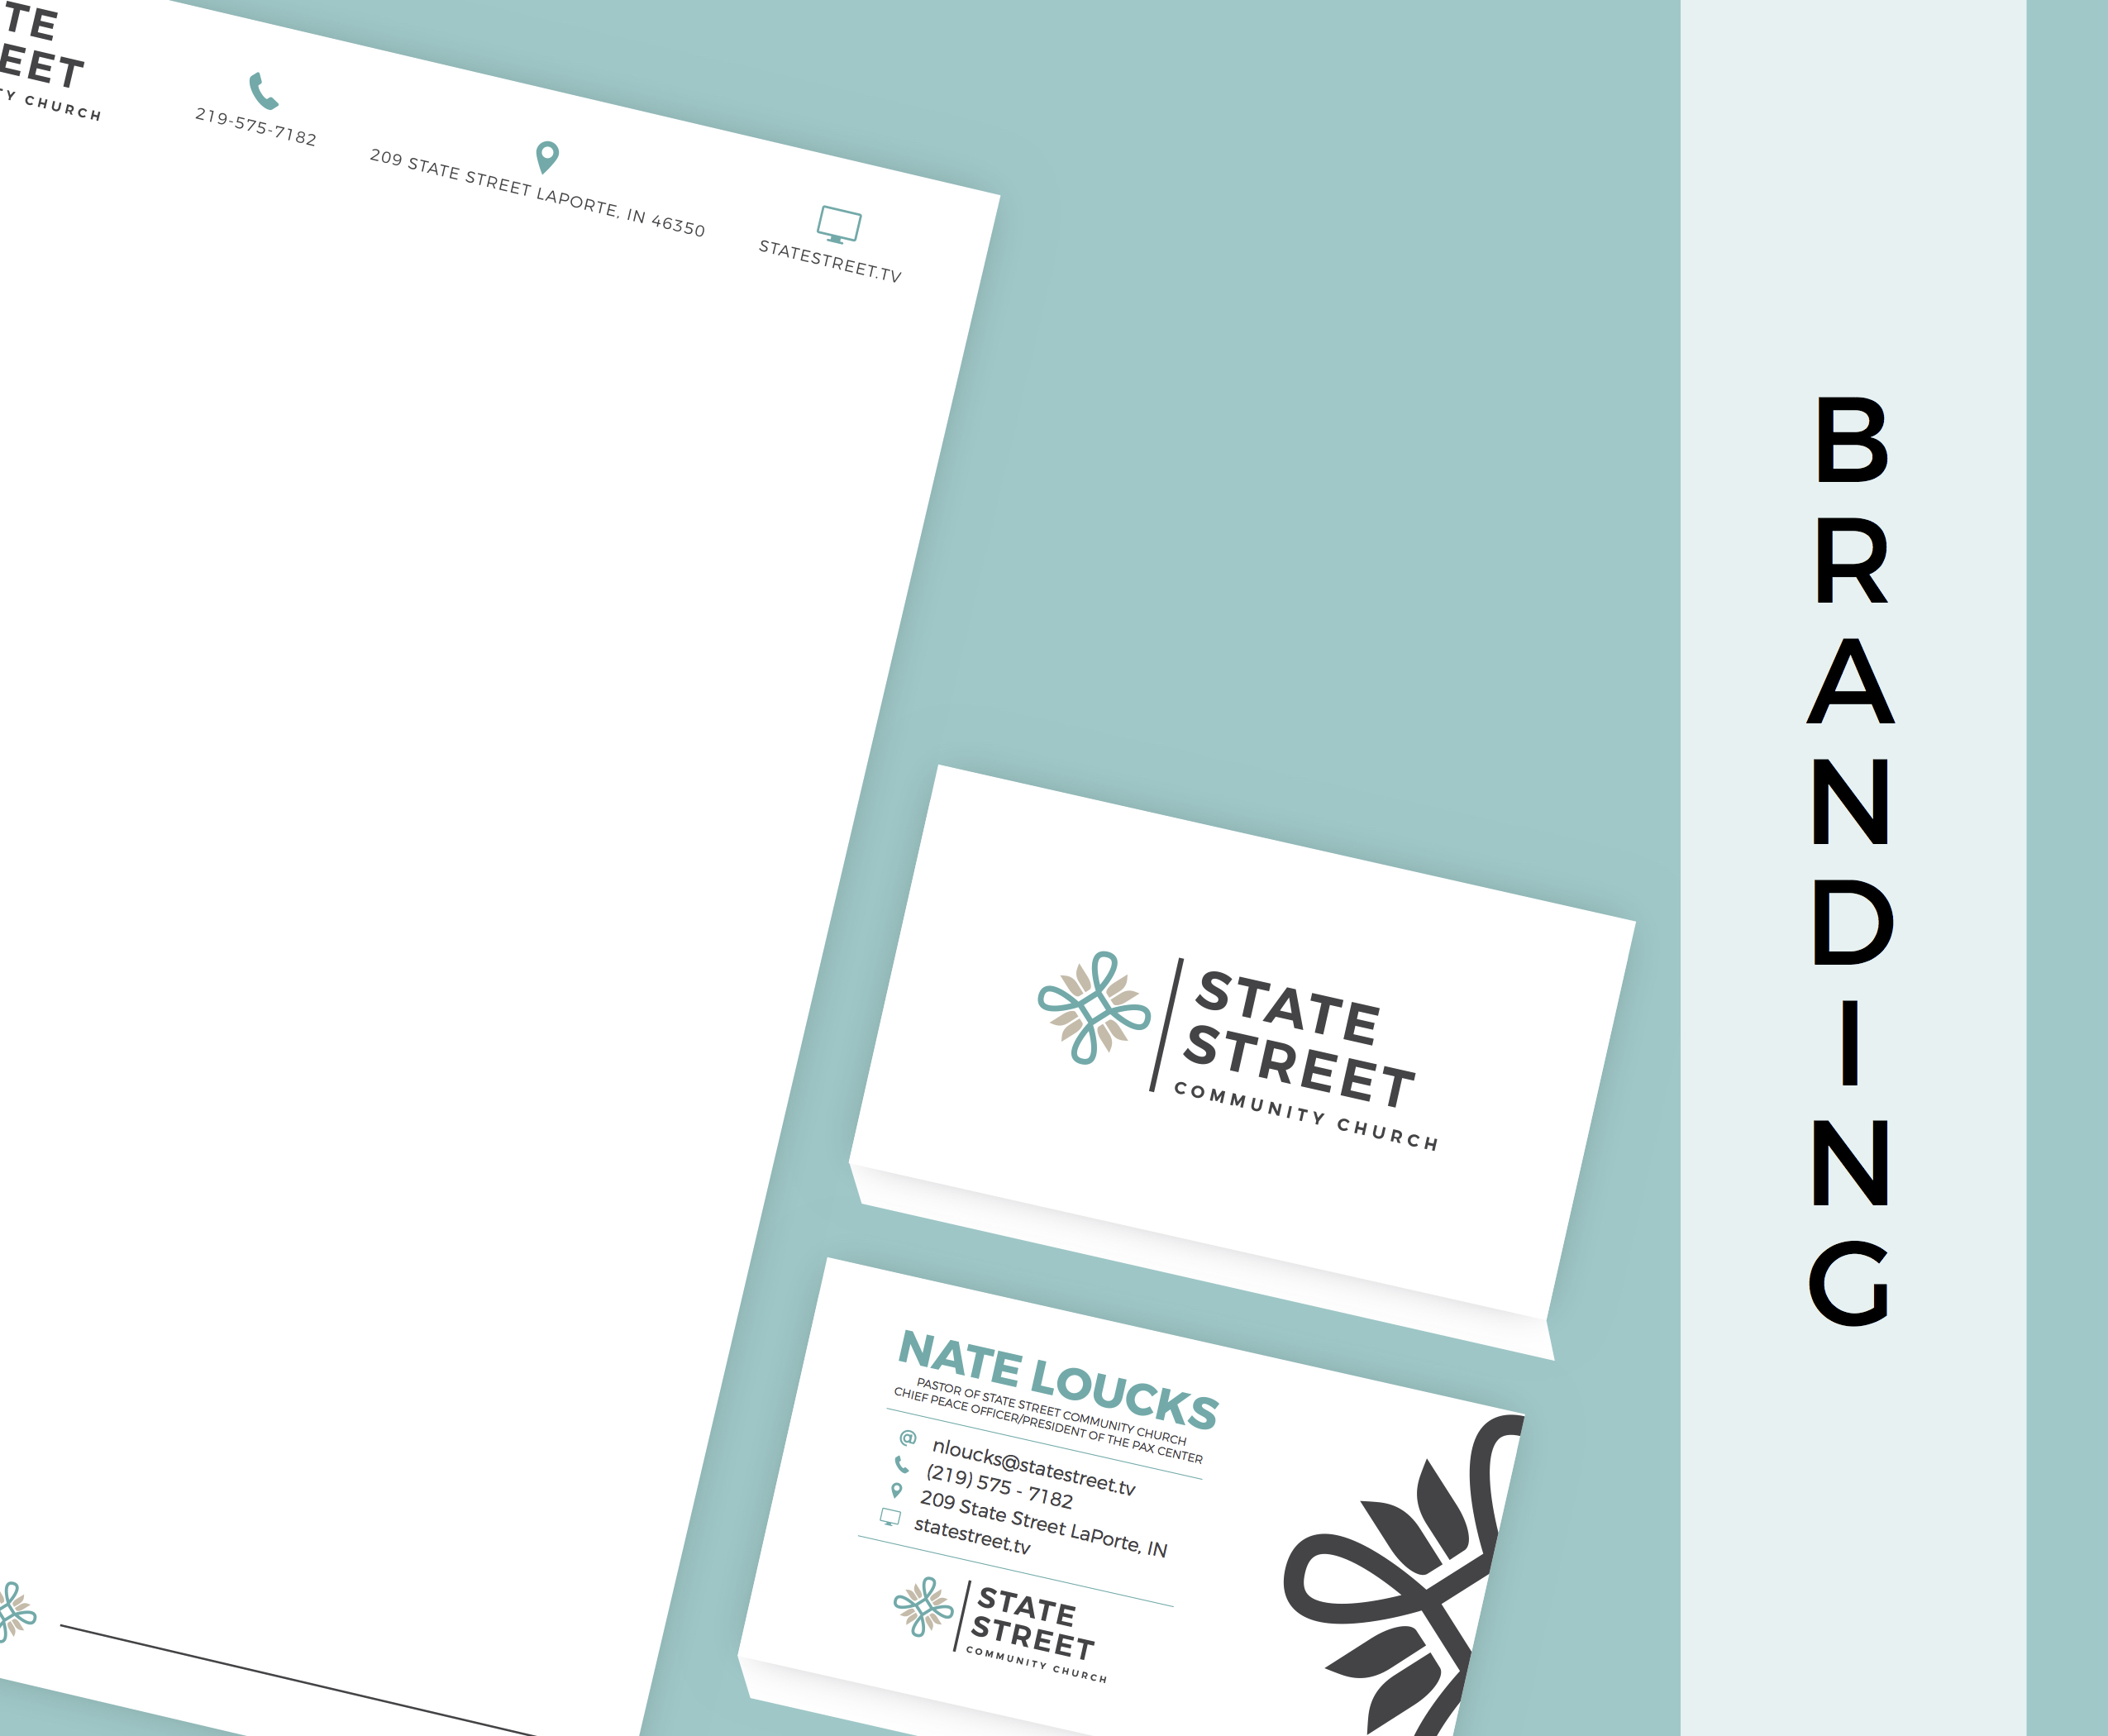 TE
EET
Y CHURCH
219-575-7182
209 STATE STREET LAPORTE, IN 46350
STATESTREET.TV
STATE
STREET
COMMUNITY CHURCH
NATE LOUCKS
PASTOR OF STATE STREET COMMUNITY CHURCH
CHIEF PEACE OFFICER/PRESIDENT OF THE PAX CENTER
@ nloucks@statestreet.tv
(219) 575 - 7182
209 State Street LaPorte, IN
statestreet.tv
STATE
STREET
COMMUNITY CHURCH
BRANDING